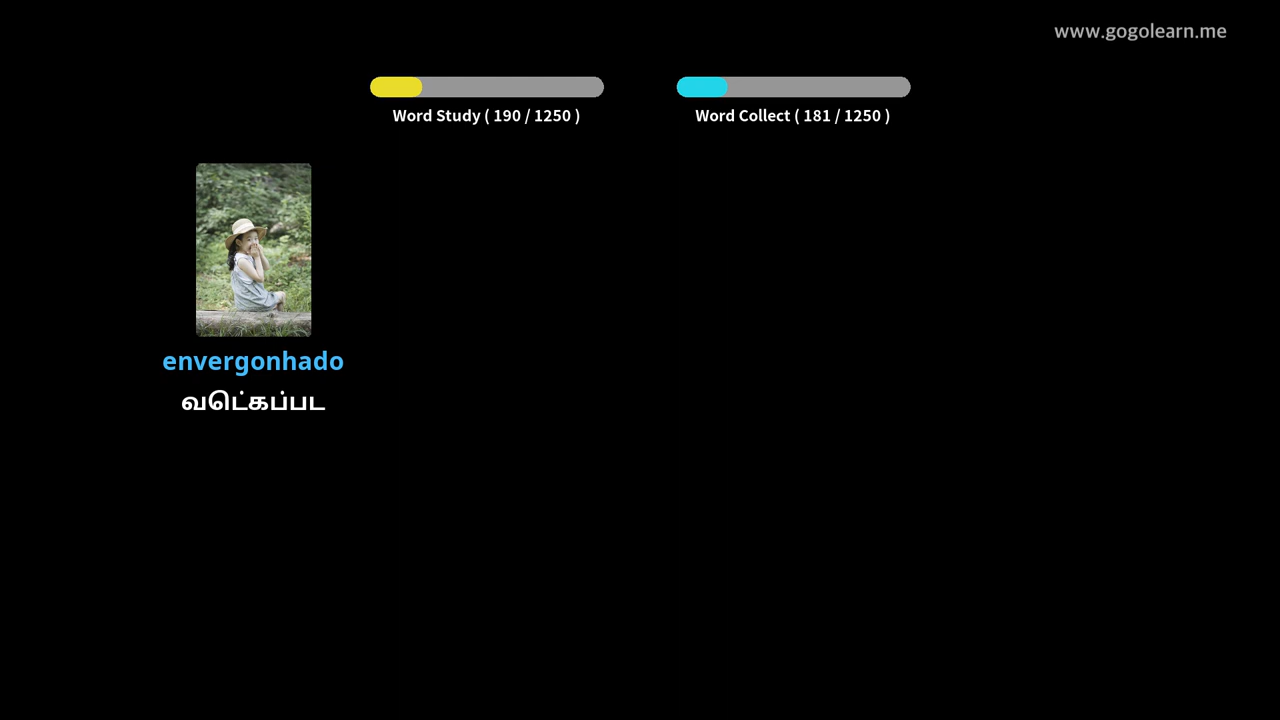 www.gogolearn.me
Word Study ( 190 / 1250 )
Word Collect ( 181 / 1250 )
envergonhado
வெட்கப்பட